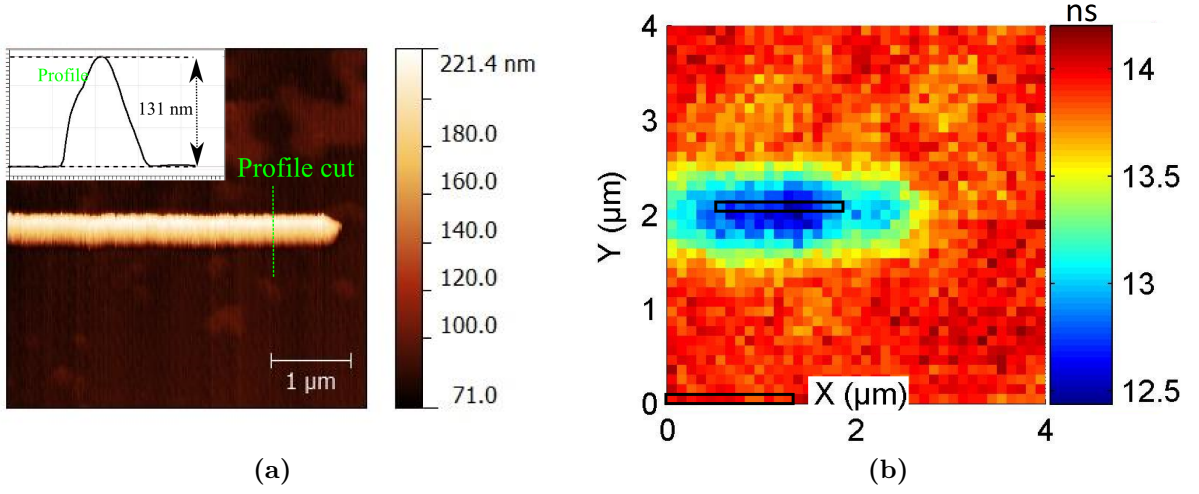 Profile
131 nm
Profile cut
1 μm
221.4 nm
180.0
160.0
140.0
120.0
100.0
71.0
(a)
ns
4
3
2
1
0
Y (μm)
X (μm)
0
2
4
14
13.5
13
12.5
(b)